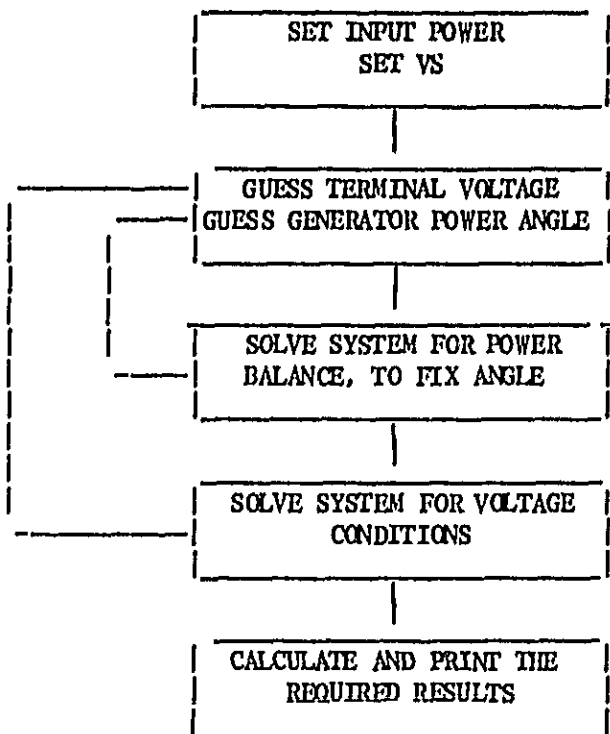 SET INPUT POWER
SET VS
GUESS TERMINAL VOLTAGE
GUESS GENERATOR POWER ANGLE
SOLVE SYSTEM FOR POWER
BALANCE, TO FIX ANGLE
SOLVE SYSTEM FOR VOLTAGE
CONDITIONS
CALCULATE AND PRINT THE
REQUIRED RESULTS